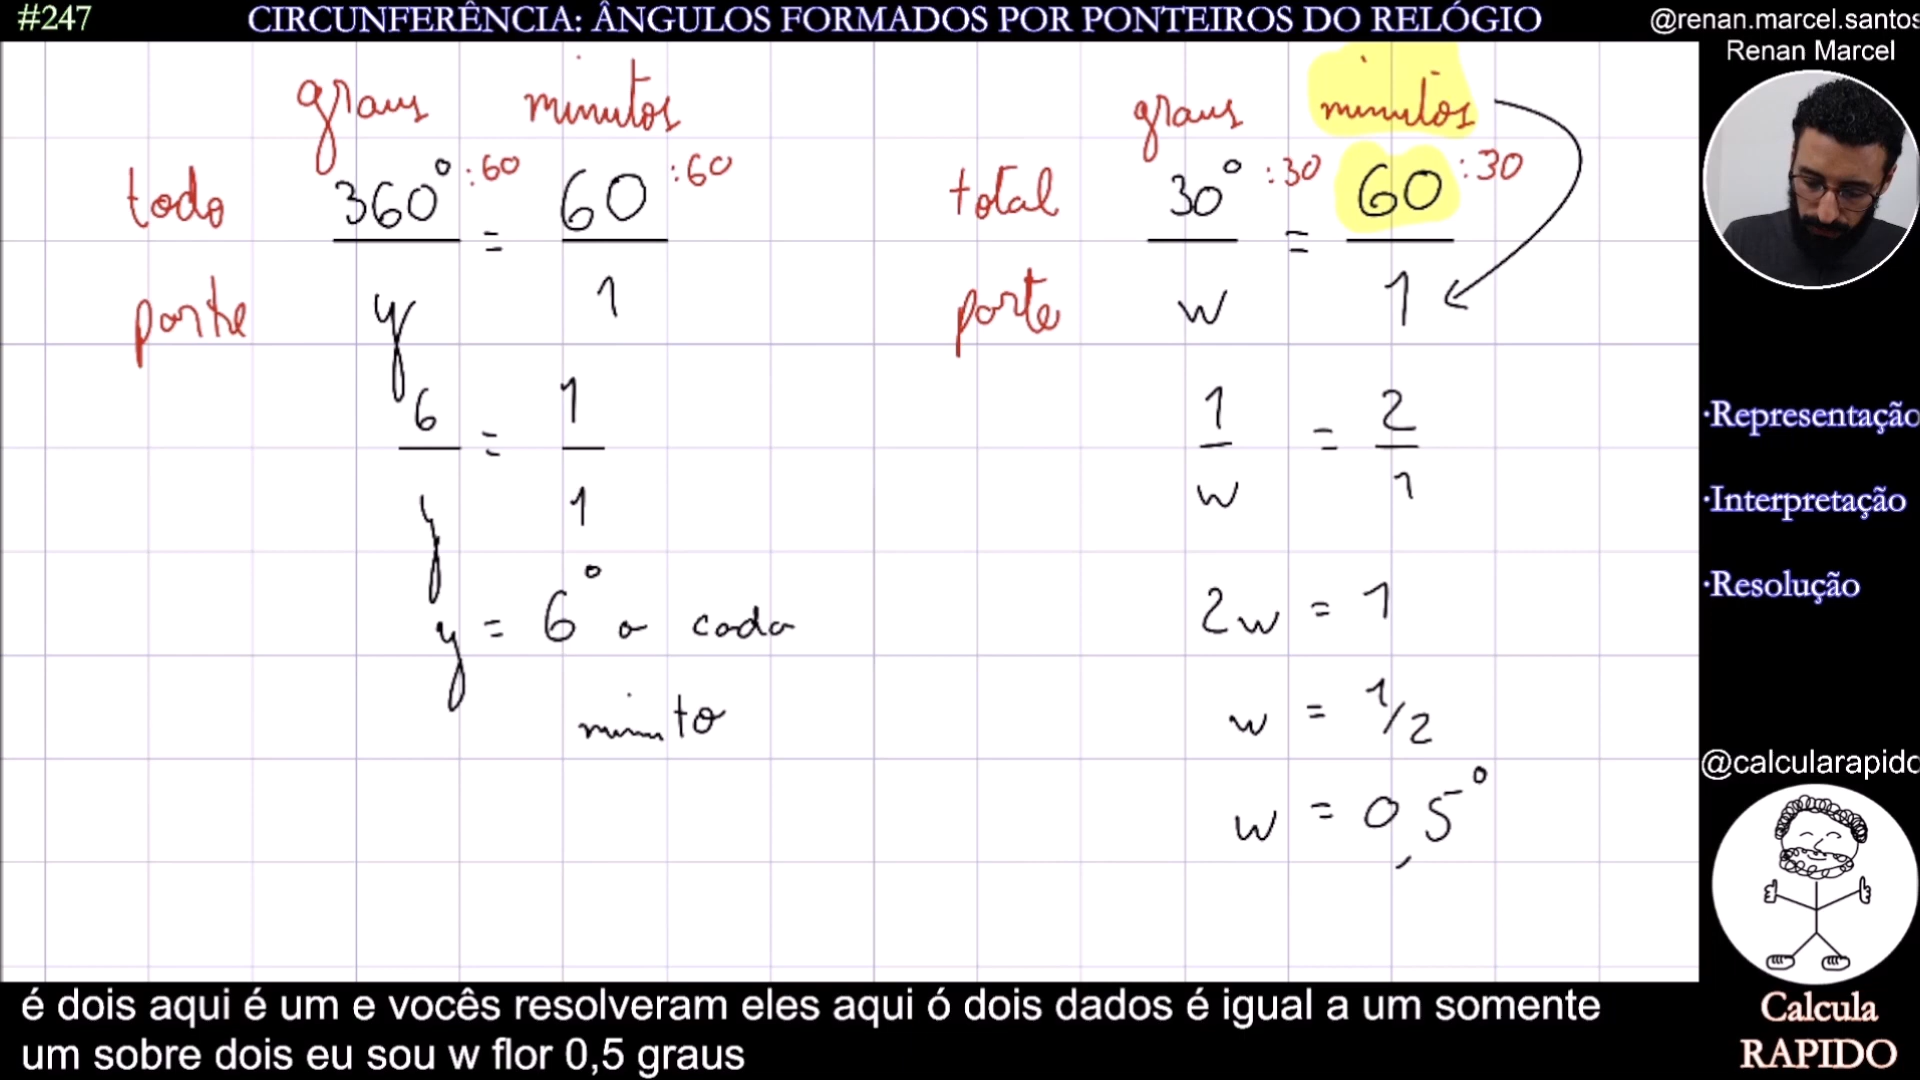 #247
CIRCUNFERÊNCIA: ÂNGULOS FORMADOS POR PONTEIROS DO RELÓGIO
@renan.marcel.santos
Renan Marcel
graus minutos
todo 360° :60 = 60 :60
parte y 1
6 = 1
y 1
y = 6° a cada
minuto
graus minutos
total 30° :30 = 60 :30
parte w 1
1 = 2
w 1
2w = 1
w = 1/2
w = 0,5°
·Representação
·Interpretação
·Resolução
@calcularapido
Calcula
RAPIDO
é dois aqui é um e vocês resolveram eles aqui ó dois dados é igual a um somente
um sobre dois eu sou w flor 0,5 graus